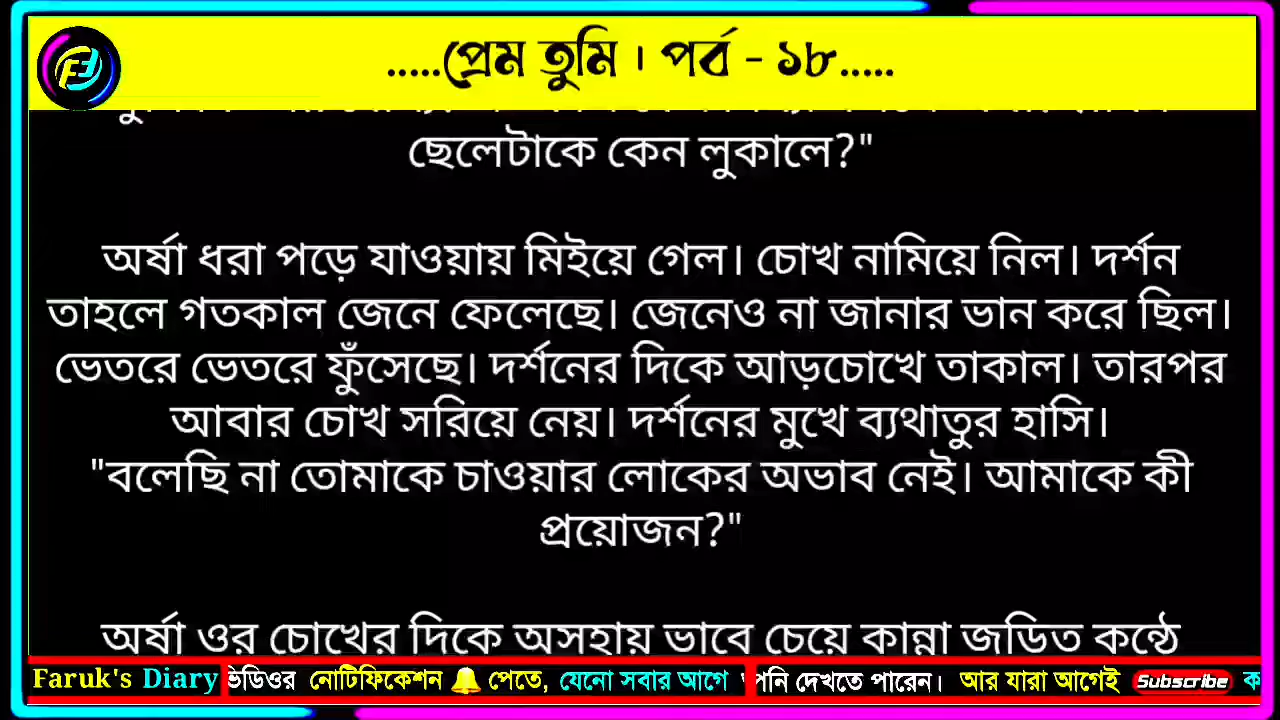 .....প্রেম তুমি । পর্ব - ১৮.....
ছেলেটাকে কেন লুকালে?"
অর্ষা ধরা পড়ে যাওয়ায় মিইয়ে গেল। চোখ নামিয়ে নিল। দর্শন
তাহলে গতকাল জেনে ফেলেছে। জেনেও না জানার ভান করে ছিল।
ভেতরে ভেতরে ফুঁসেছে। দর্শনের দিকে আড়চোখে তাকাল। তারপর
আবার চোখ সরিয়ে নেয়। দর্শনের মুখে ব্যথাতুর হাসি।
"বলেছি না তোমাকে চাওয়ার লোকের অভাব নেই। আমাকে কী
প্রয়োজন?"
অর্ষা ওর চোখের দিকে অসহায় ভাবে চেয়ে কান্না জড়িত কন্ঠে
Faruk's Diary ভিডিওর নোটিফিকেশন 🔔 পেতে, যেনো সবার আগে পনি দেখতে পারেন। আর যারা আগেই Subscribe ক